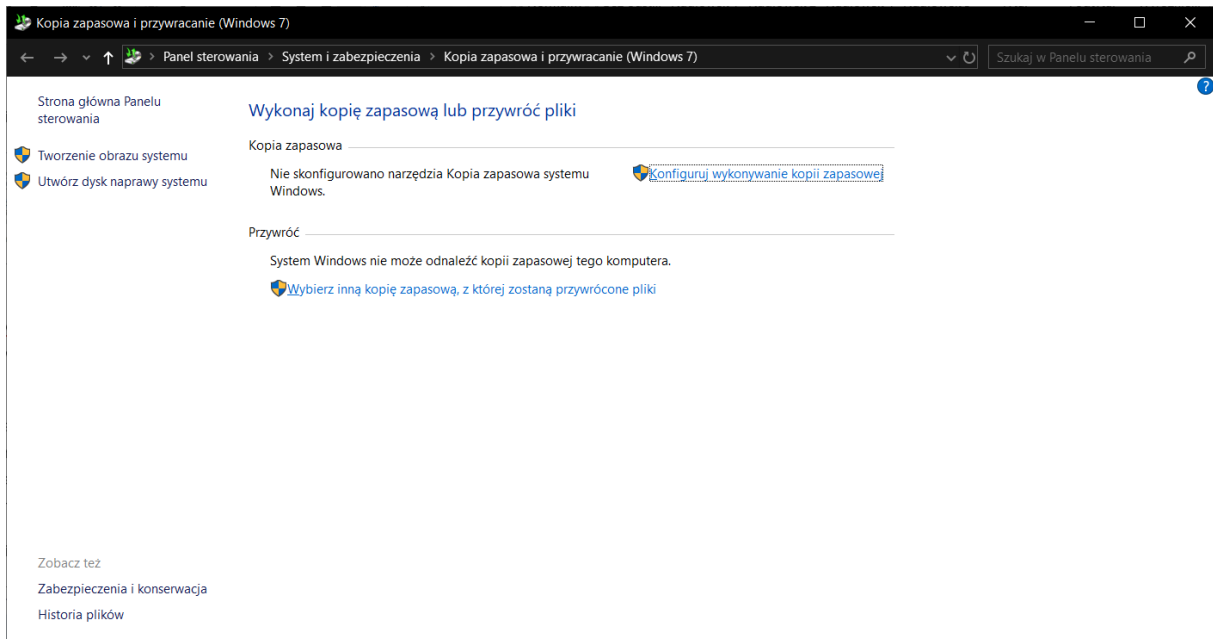 Kopia zapasowa i przywracanie (Windows 7)
Panel sterowania > System i zabezpieczenia > Kopia zapasowa i przywracanie (Windows 7)
Szukaj w Panelu sterowania
Strona główna Panelu
sterowania
Tworzenie obrazu systemu
Utwórz dysk naprawy systemu
Wykonaj kopię zapasową lub przywróć pliki
Kopia zapasowa
Nie skonfigurowano narzędzia Kopia zapasowa systemu
Windows.
Konfiguruj wykonywanie kopii zapasowej
Przywróć
System Windows nie może odnaleźć kopii zapasowej tego komputera.
Wybierz inną kopię zapasową, z której zostaną przywrócone pliki
Zobacz też
Zabezpieczenia i konserwacja
Historia plików